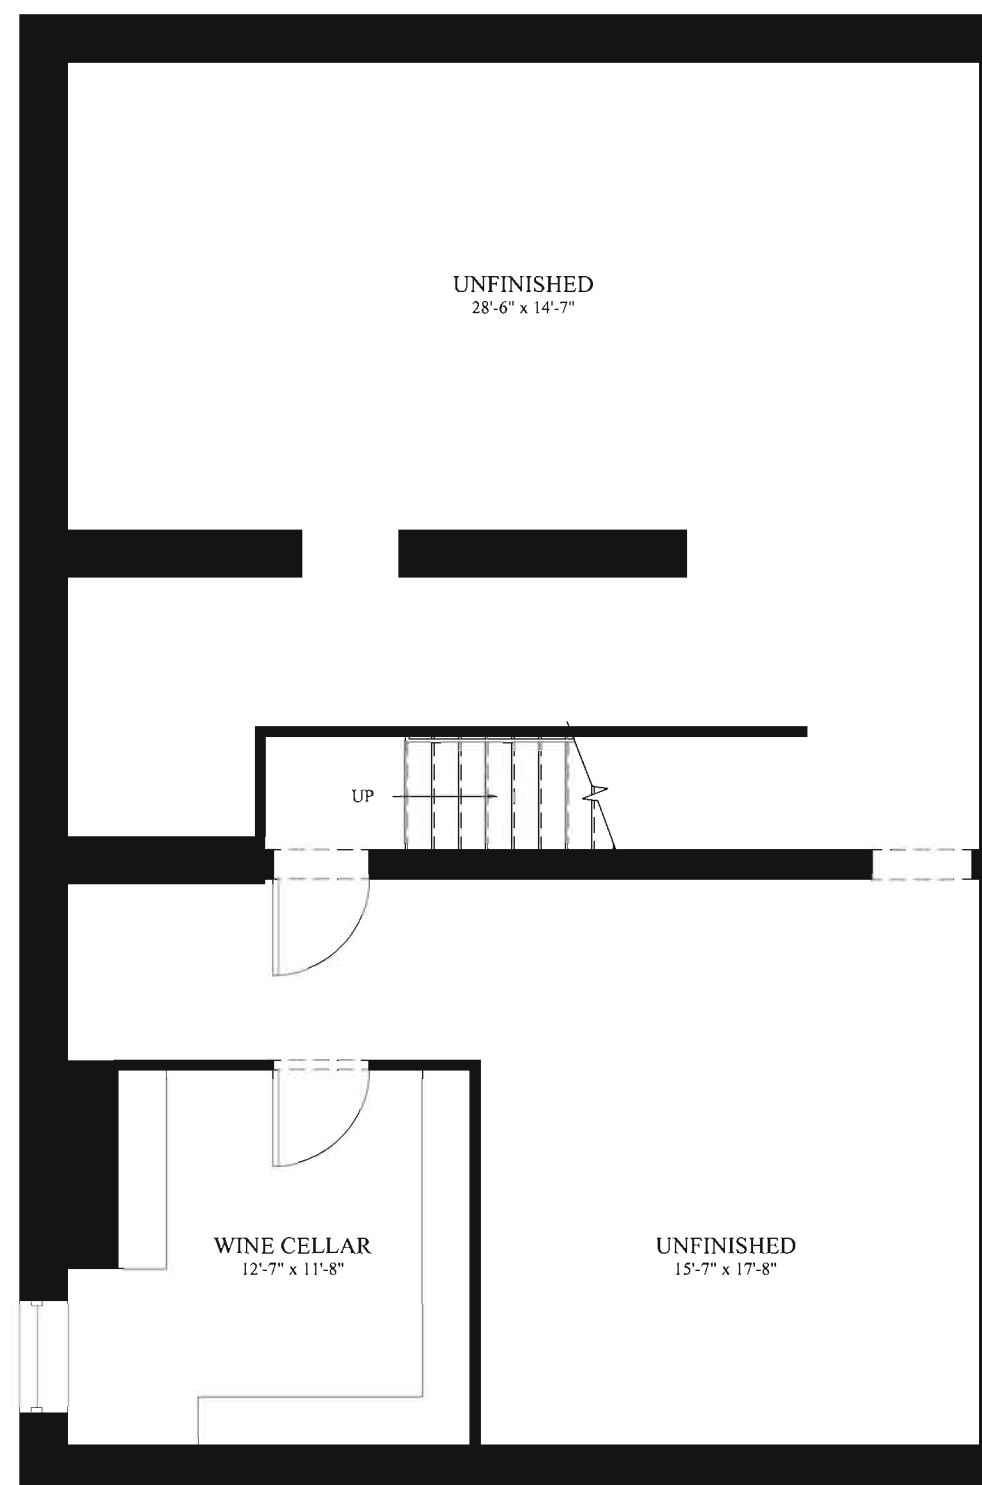 UNFINISHED
28'-6" x 14'-7"
UP
WINE CELLAR
12'-7" x 11'-8"
UNFINISHED
15'-7" x 17'-8"